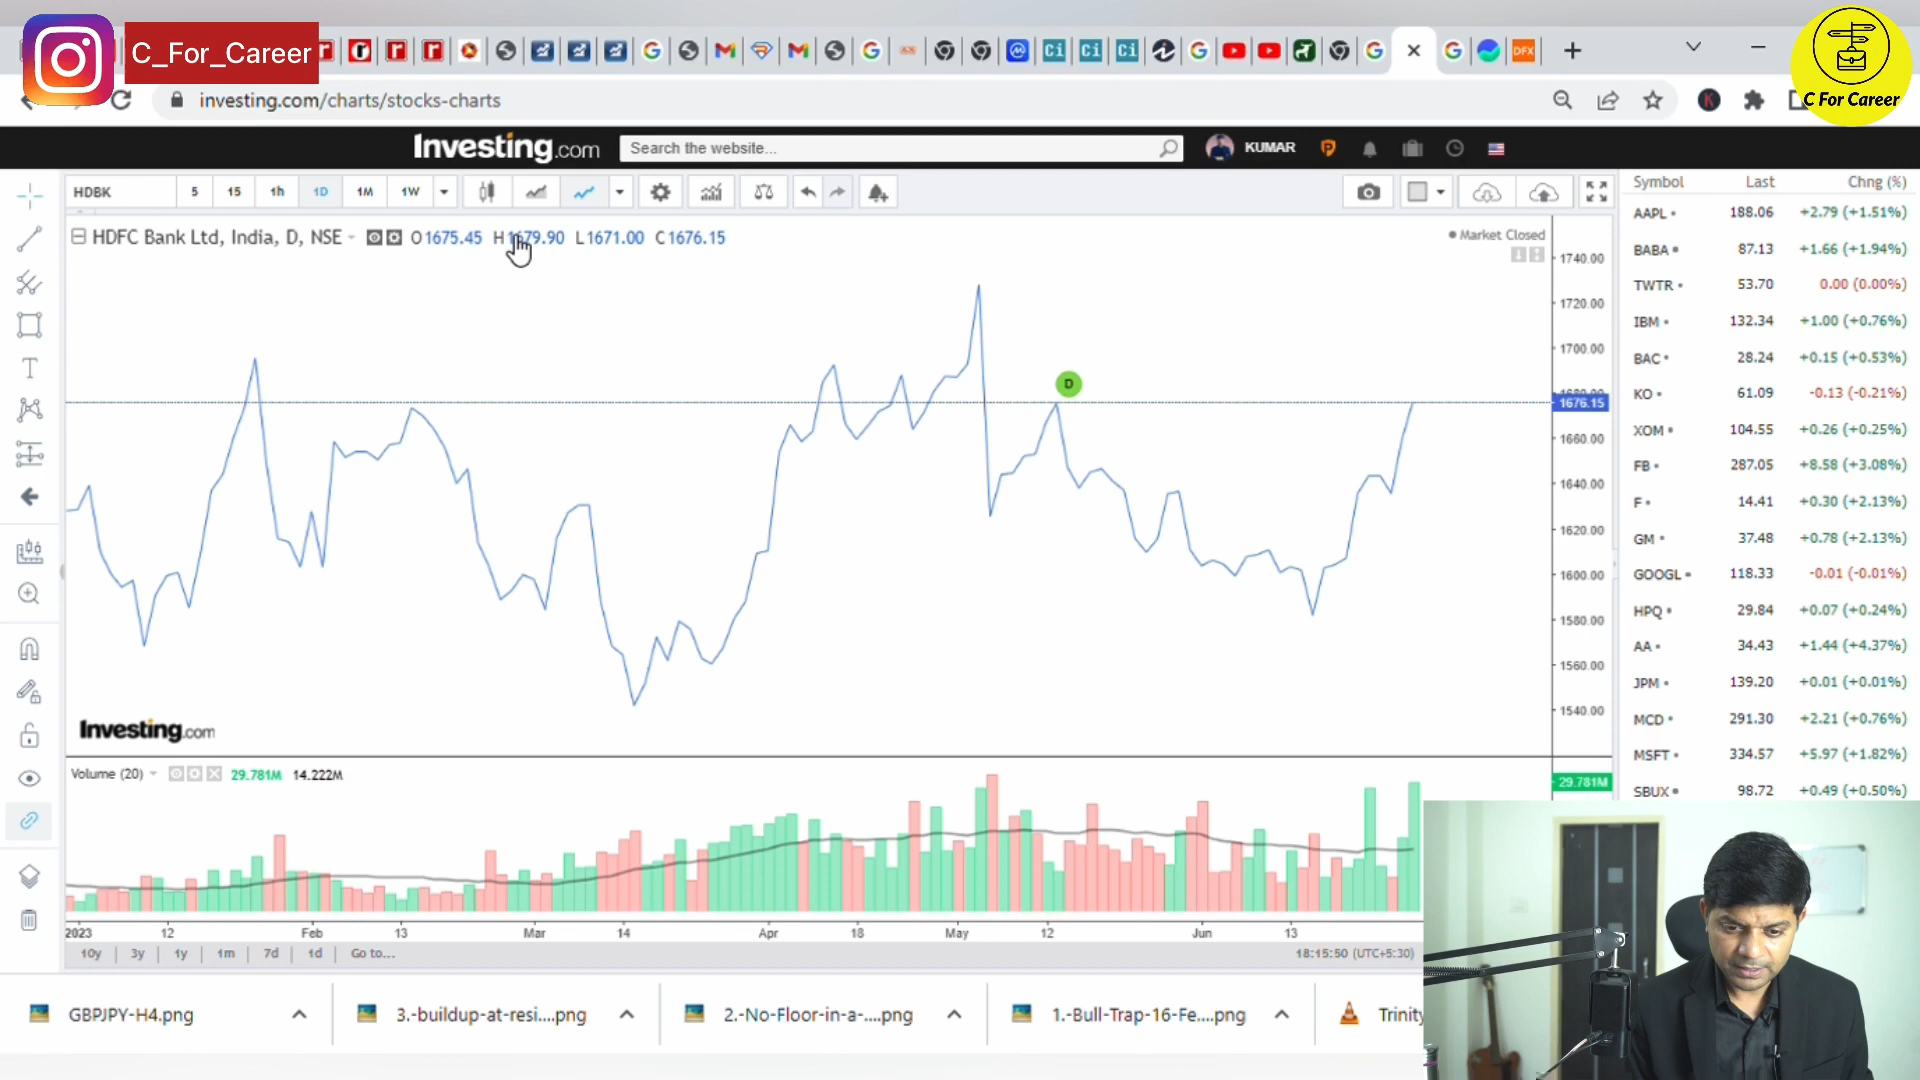 C_For_Career
C For Career
investing.com/charts/stocks-charts
Investing.com
Search the website...
KUMAR
HDBK 5 15 1h 1D 1M 1W
HDFC Bank Ltd, India, D, NSE O 1675.45 H 1679.90 L 1671.00 C 1676.15
Market Closed
1740.00
1720.00
1700.00
D
1676.15
1660.00
1640.00
1620.00
1600.00
1580.00
1560.00
1540.00
Investing.com
Volume (20) 29.781M 14.222M
29.781M
2023 12 Feb 13 Mar 14 Apr 18 May 12 Jun 13
10y 3y 1y 1m 7d 1d Go to...
18:15:50 (UTC+5:30)
Symbol Last Chng (%)
AAPL 188.06 +2.79 (+1.51%)
BABA 87.13 +1.66 (+1.94%)
TWTR 53.70 0.00 (0.00%)
IBM 132.34 +1.00 (+0.76%)
BAC 28.24 +0.15 (+0.53%)
KO 61.09 -0.13 (-0.21%)
XOM 104.55 +0.26 (+0.25%)
FB 287.05 +8.58 (+3.08%)
F 14.41 +0.30 (+2.13%)
GM 37.48 +0.78 (+2.13%)
GOOGL 118.33 -0.01 (-0.01%)
HPQ 29.84 +0.07 (+0.24%)
AA 34.43 +1.44 (+4.37%)
JPM 139.20 +0.01 (+0.01%)
MCD 291.30 +2.21 (+0.76%)
MSFT 334.57 +5.97 (+1.82%)
SBUX 98.72 +0.49 (+0.50%)
GBPJPY-H4.png
3.-buildup-at-resi....png
2.-No-Floor-in-a-....png
1.-Bull-Trap-16-Fe....png
Trinity